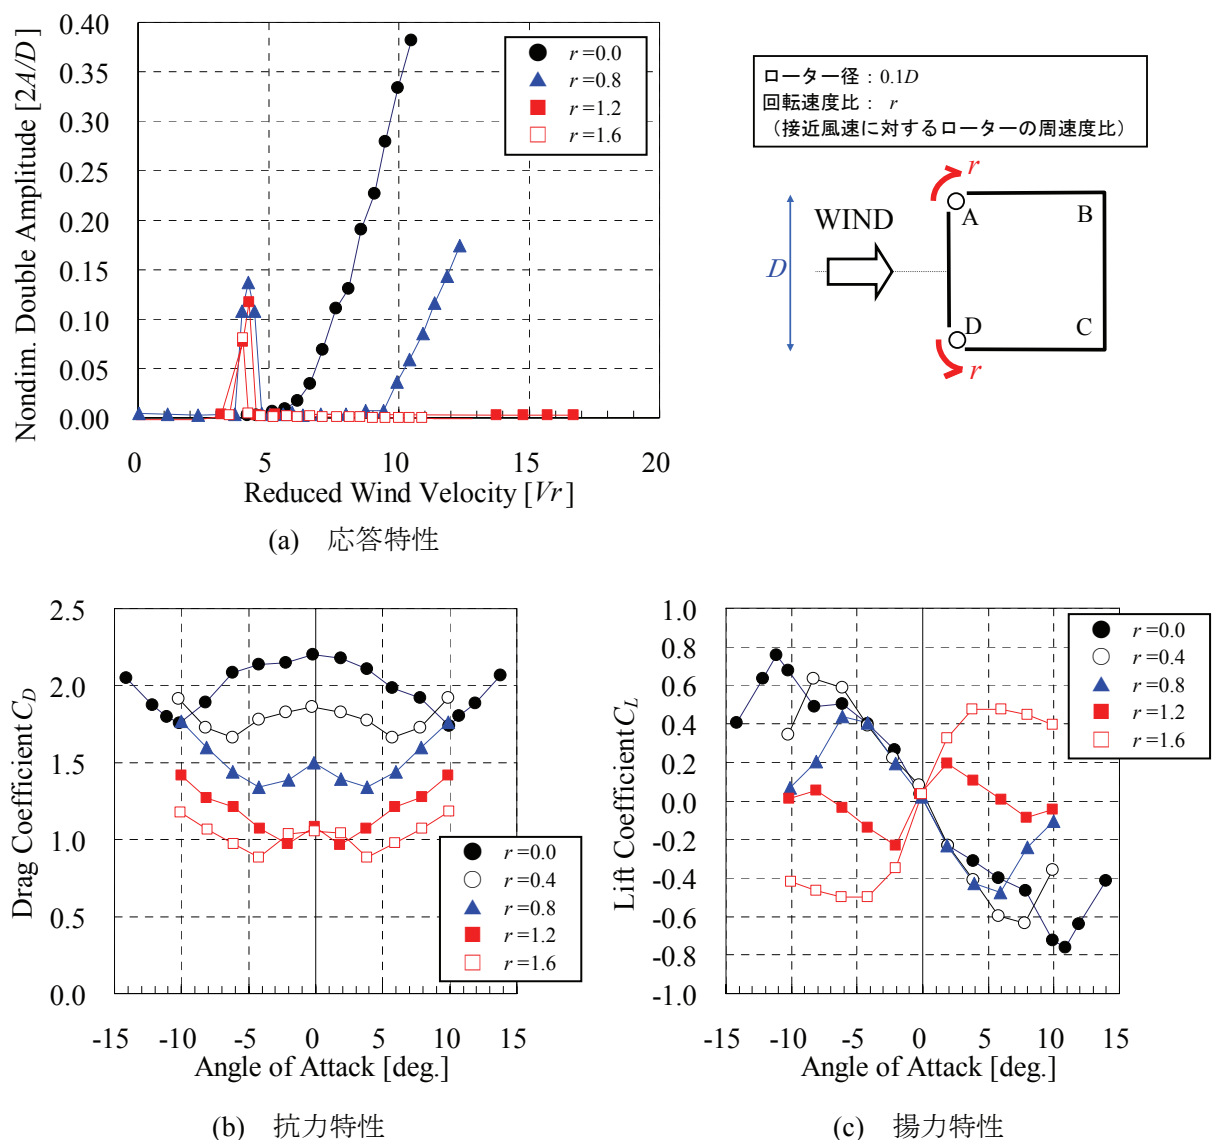 0.40
0.35
0.30
0.25
0.20
0.15
0.10
0.05
0.00
Nondim. Double Amplitude [2A/D]
r=0.0
r=0.8
r=1.2
r=1.6
0 5 10 15 20
Reduced Wind Velocity [Vr]
(a) 応答特性
ローター径：0.1D
回転速度比： r
（接近風速に対するローターの周速度比）
r
A B
WIND
D
D C
r
2.5
2.0
1.5
1.0
0.5
0.0
Drag Coefficient CD
r=0.0
r=0.4
r=0.8
r=1.2
r=1.6
-15 -10 -5 0 5 10 15
Angle of Attack [deg.]
(b) 抗力特性
1.0
0.8
0.6
0.4
0.2
0.0
-0.2
-0.4
-0.6
-0.8
-1.0
Lift Coefficient CL
r=0.0
r=0.4
r=0.8
r=1.2
r=1.6
-15 -10 -5 0 5 10 15
Angle of Attack [deg.]
(c) 揚力特性